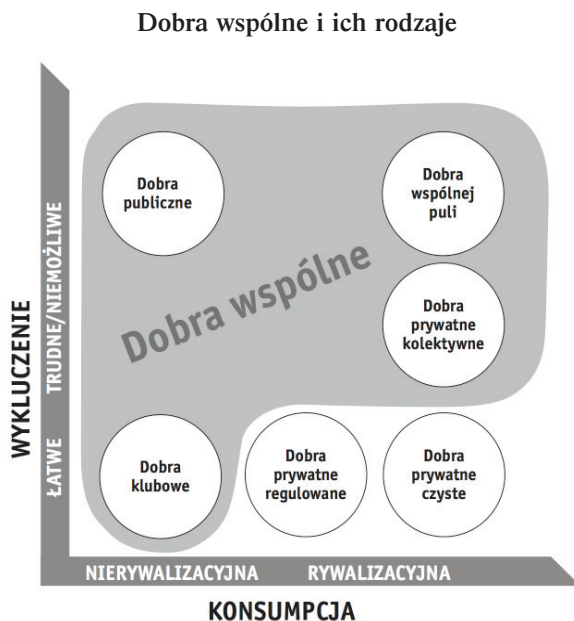 Dobra wspólne i ich rodzaje
Dobra
publiczne
Dobra
wspólnej
puli
Dobra wspólne
Dobra
prywatne
kolektywne
Dobra
klubowe
Dobra
prywatne
regulowane
Dobra
prywatne
czyste
WYKLUCZENIE
TRUDNE/NIEMOŻLIWE
ŁATWE
NIERYWALIZACYJNA
RYWALIZACYJNA
KONSUMPCJA